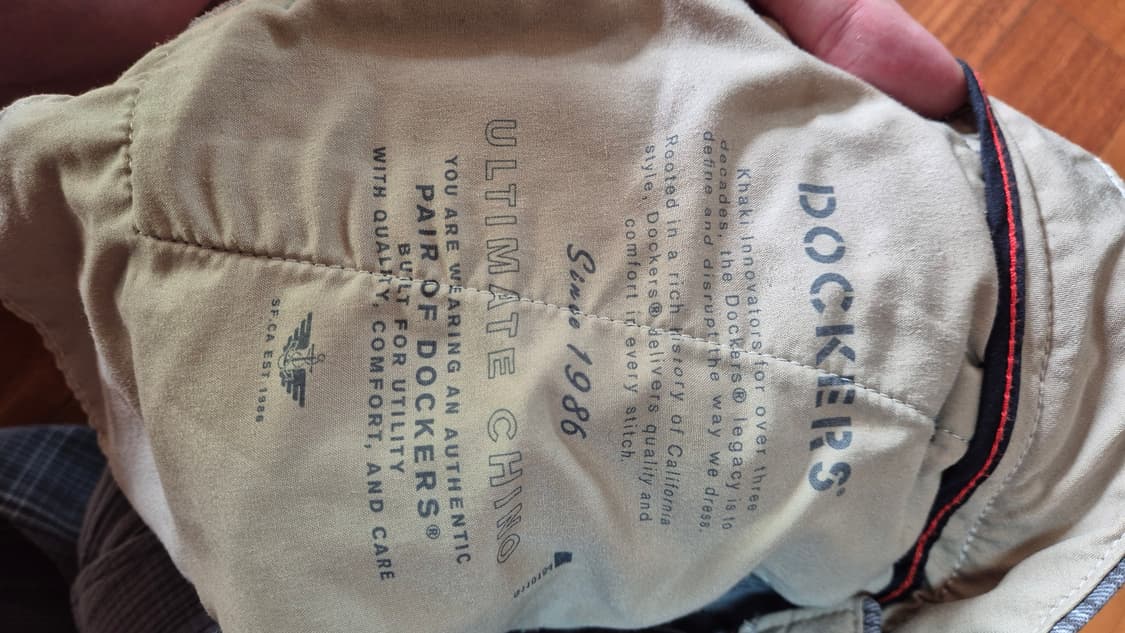 DOCKERS®
Khaki Innovators for over three
decades, the Dockers® legacy is to
define and disrupt the way we dress.
Rooted in a rich history of California
style, Dockers® delivers quality and
comfort in every stitch.
Since 1986
ULTIMATE CHINO
YOU ARE WEARING AN AUTHENTIC
PAIR OF DOCKERS®
BUILT FOR UTILITY
WITH QUALITY, COMFORT, AND CARE
SF.CA EST. 1986